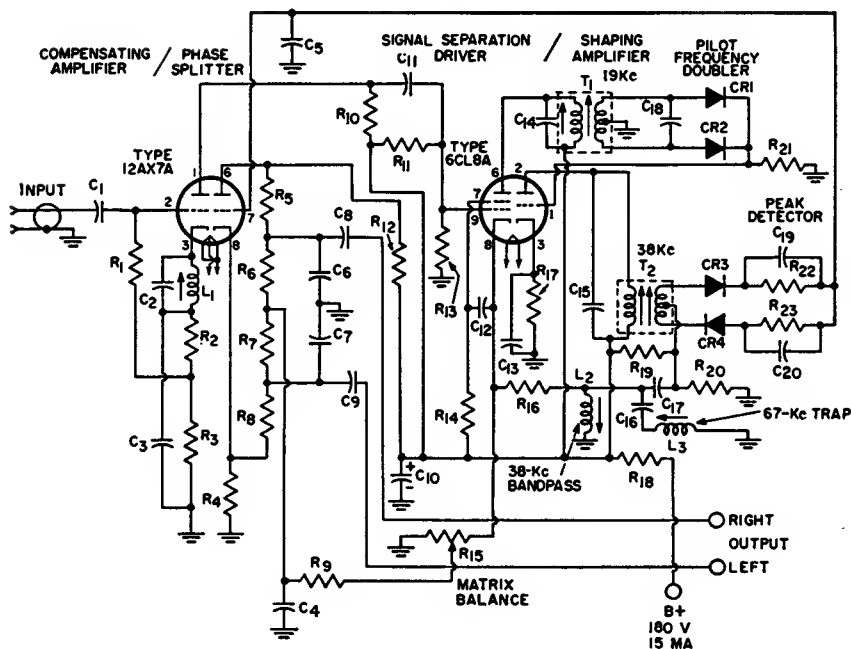 COMPENSATING / PHASE
AMPLIFIER SPLITTER
SIGNAL SEPARATION / SHAPING
DRIVER AMPLIFIER
PILOT
FREQUENCY
DOUBLER
C5
C11
T1
19Kc
CR1
CR2
C14
C18
R10
R11
R21
TYPE
12AX7A
TYPE
6CL8A
INPUT
C1
1
6
2
7
3
8
6
2
7
9
1
8
3
R5
C8
R12
R1
C2
L1
R6
C6
R13
C12
R17
C15
38Kc
T2
PEAK
DETECTOR
C19
CR3
R22
R23
CR4
C20
R2
R7
C7
C13
R19
R20
R8
C9
R14
R16
L2
C16
C17
67-Kc TRAP
L3
C3
R3
R4
C10
+
-
38-Kc
BANDPASS
R18
RIGHT
OUTPUT
LEFT
R9
R15
MATRIX
BALANCE
C4
B+
180 V
15 MA